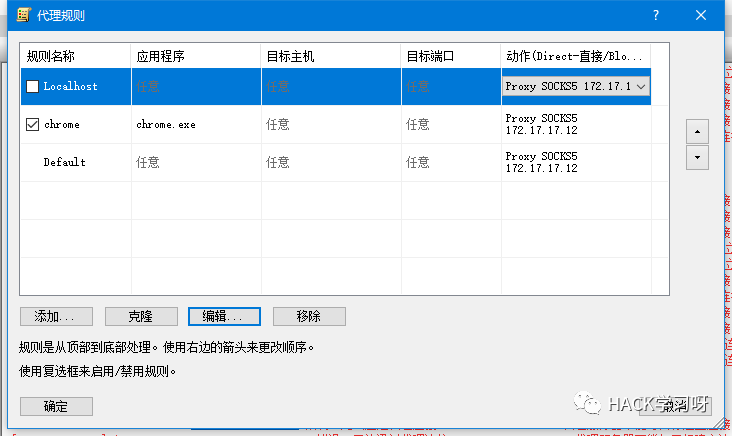 代理规则
规则名称 应用程序 目标主机 目标端口 动作(Direct-直接/Blo...
Localhost 任意 任意 任意 Proxy SOCKS5 172.17.1
chrome chrome.exe 任意 任意 Proxy SOCKS5
172.17.17.12
Default 任意 任意 任意 Proxy SOCKS5
172.17.17.12
添加... 克隆 编辑... 移除
规则是从顶部到底部处理。使用右边的箭头来更改顺序。
使用复选框来启用/禁用规则。
确定 取消
HACK学习呀